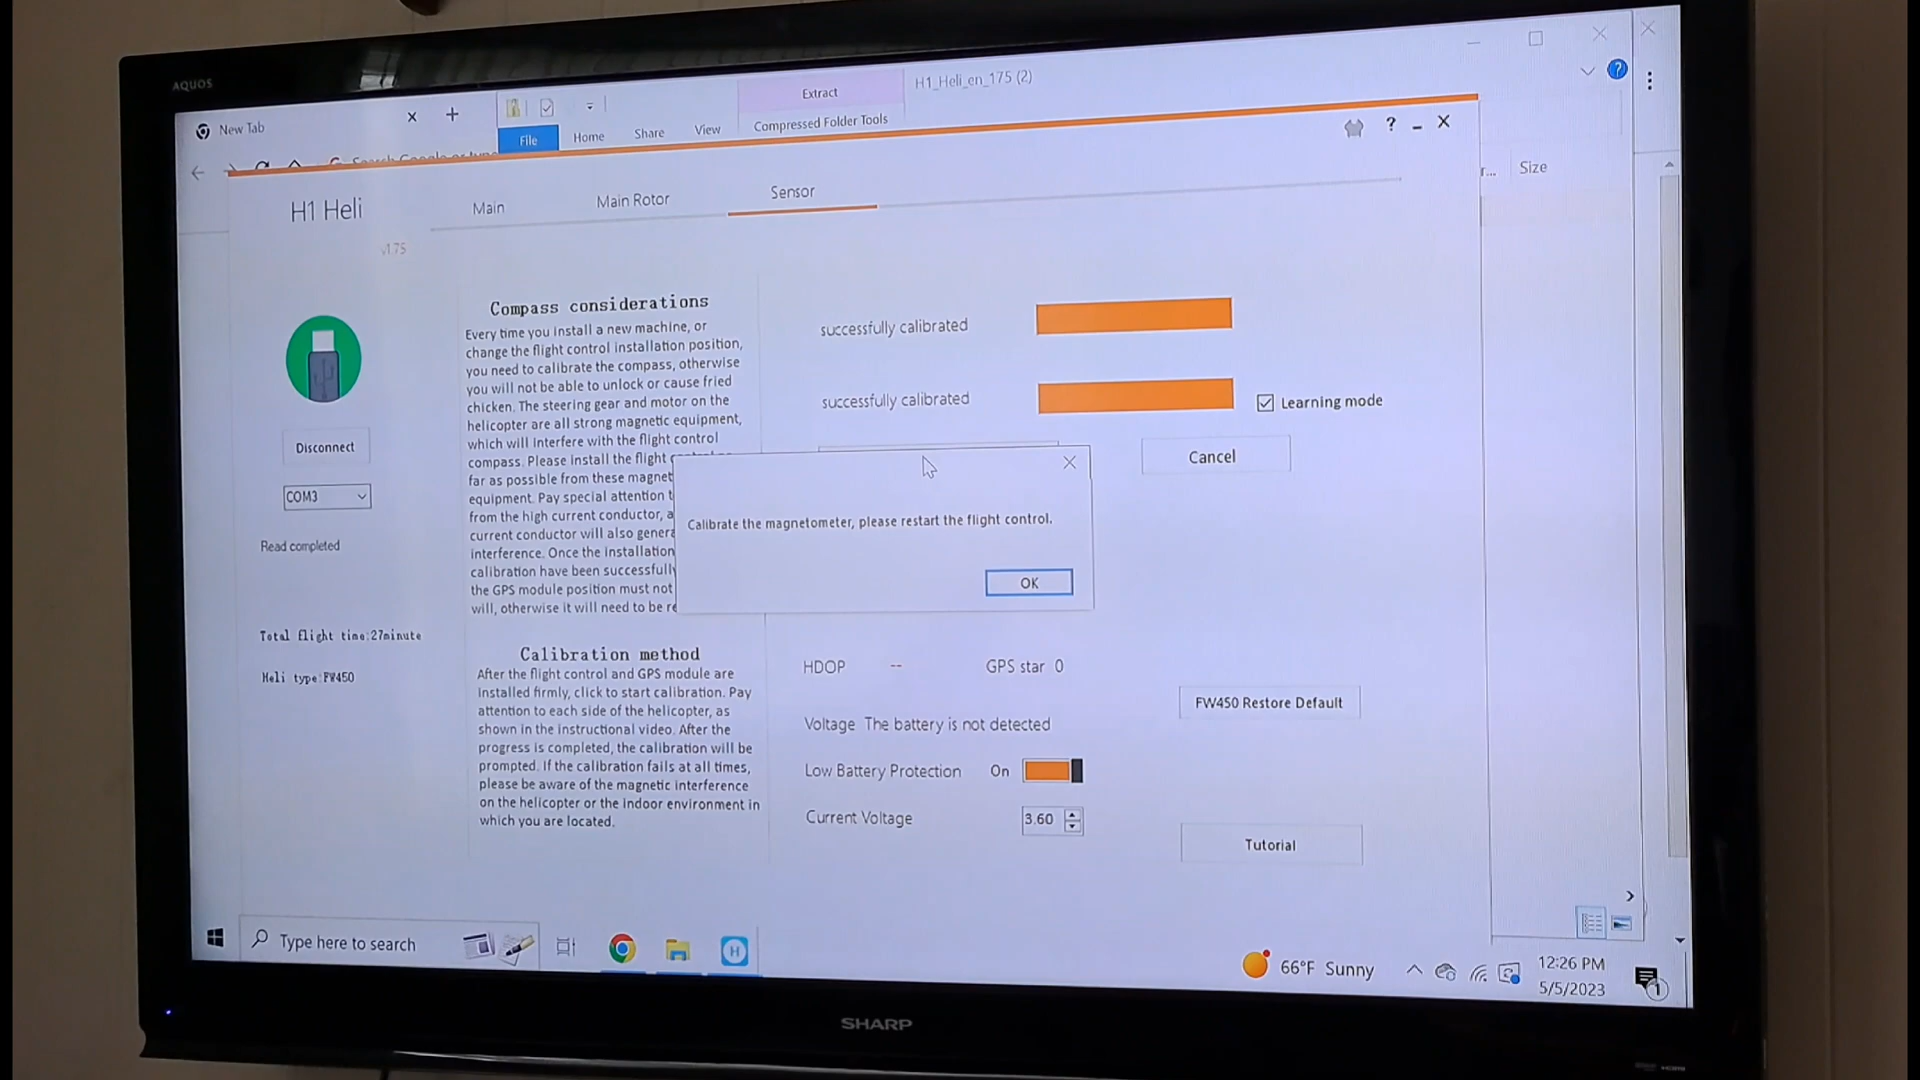 AQUOS
New Tab
Extract
H1_Heli_en_175 (2)
File
Home
Share
View
Compressed Folder Tools
Size
H1 Heli
v1.75
Main
Main Rotor
Sensor
Disconnect
COM3
Read completed
Total flight time:27minute
Heli type:FW450
Compass considerations
Every time you install a new machine, or
change the flight control installation position,
you need to calibrate the compass, otherwise
you will not be able to unlock or cause fried
chicken. The steering gear and motor on the
helicopter are all strong magnetic equipment,
which will interfere with the flight control
compass. Please install the flight
far as possible from these magnet
equipment. Pay special attention t
from the high current conductor, a
current conductor will also genera
interference. Once the installation
calibration have been successfully
the GPS module position must not
will, otherwise it will need to be re
Calibration method
After the flight control and GPS module are
installed firmly, click to start calibration. Pay
attention to each side of the helicopter, as
shown in the instructional video. After the
progress is completed, the calibration will be
prompted. If the calibration fails at all times,
please be aware of the magnetic interference
on the helicopter or the indoor environment in
which you are located.
successfully calibrated
successfully calibrated
Learning mode
Cancel
Calibrate the magnetometer, please restart the flight control.
OK
HDOP --
GPS star 0
Voltage The battery is not detected
Low Battery Protection On
Current Voltage 3.60
FW450 Restore Default
Tutorial
Type here to search
66°F Sunny
12:26 PM
5/5/2023
1
SHARP